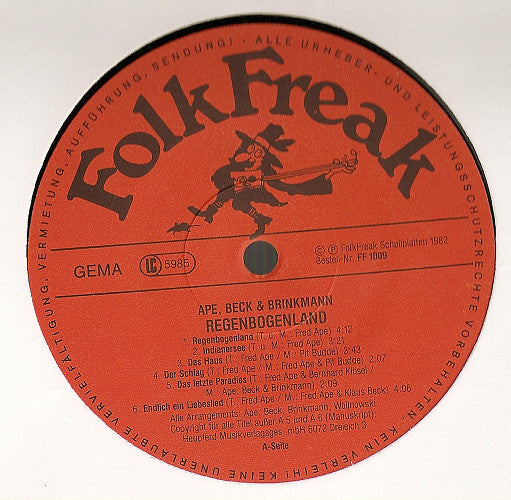 ALLE URHEBER- UND LEISTUNGSSCHUTZRECHTE VORBEHALTEN! KEIN VERLEIH! KEINE UNERLAUBTE VERVIELFÄLTIGUNG, VERMIETUNG, AUFFÜHRUNG, SENDUNG! -
FolkFreak
GEMA
LC 5985
© ℗ FolkFreak Schallplatten 1982
Bestell-Nr. FF 1009
APE, BECK & BRINKMANN
REGENBOGENLAND
1. Regenbogenland (T. u. M.: Fred Ape) 4:12
2. Indianersee (T. u. M.: Fred Ape) 3:21
3. Das Haus (T.: Fred Ape / M.: Pit Budde) 3:43
4. Der Schlag (T.: Fred Ape / M.: Fred Ape & Pit Budde) 2:07
5. Das letzte Paradies (T.: Fred Ape & Bernhard Klösel /
M.: Ape, Beck & Brinkmann) 2:09
6. Endlich ein Liebeslied (T.: Fred Ape / M.: Fred Ape & Klaus Beck) 4:06
Alle Arrangements: Ape, Beck, Brinkmann, Wollnowski
Copyright für alle Titel außer A 5 und A 6 (Manuskript):
Heupferd Musikverlagsges. mbH 6072 Dreieich 3
A-Seite